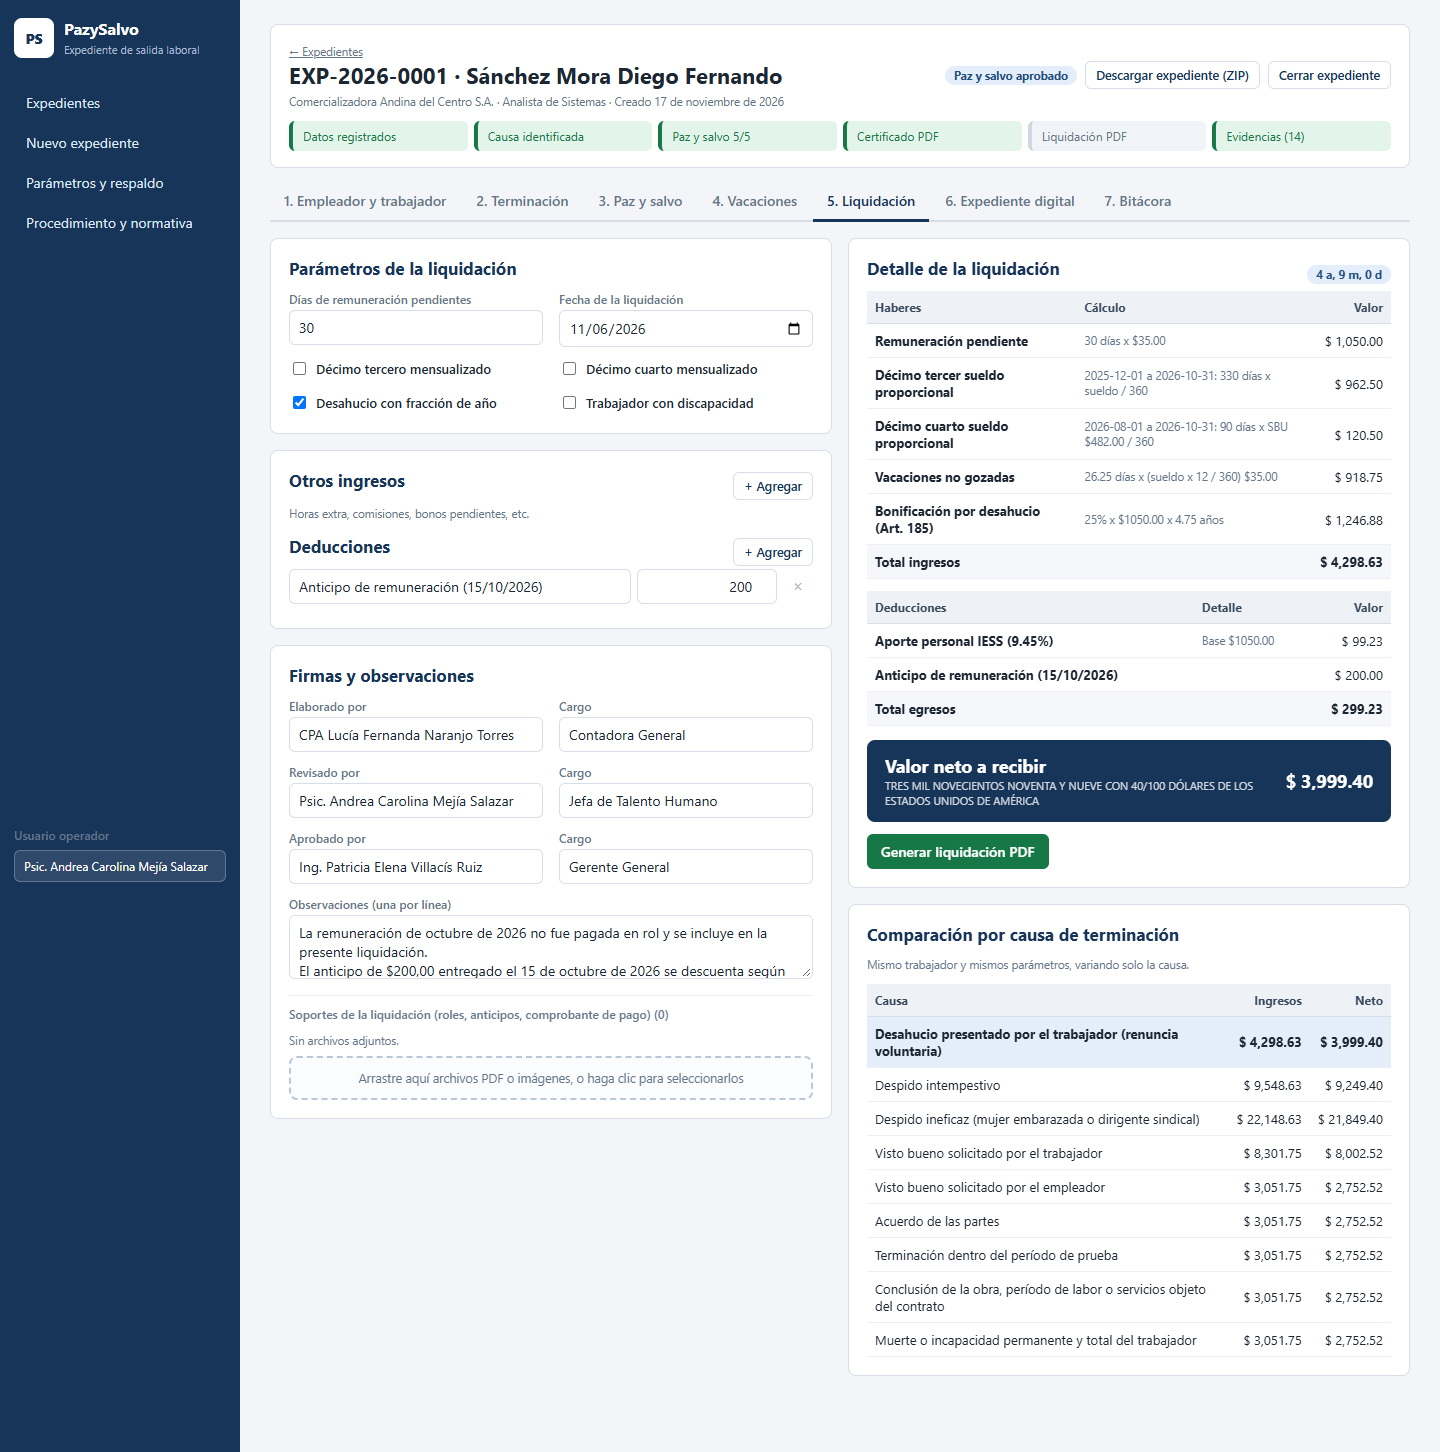 PS
PazySalvo
Expediente de salida laboral
Expedientes
Nuevo expediente
Parámetros y respaldo
Procedimiento y normativa
Usuario operador
Psic. Andrea Carolina Mejía Salazar
← Expedientes
EXP-2026-0001 · Sánchez Mora Diego Fernando
Comercializadora Andina del Centro S.A. · Analista de Sistemas · Creado 17 de noviembre de 2026
Paz y salvo aprobado
Descargar expediente (ZIP)
Cerrar expediente
Datos registrados
Causa identificada
Paz y salvo 5/5
Certificado PDF
Liquidación PDF
Evidencias (14)
1. Empleador y trabajador
2. Terminación
3. Paz y salvo
4. Vacaciones
5. Liquidación
6. Expediente digital
7. Bitácora
Parámetros de la liquidación
Días de remuneración pendientes
Fecha de la liquidación
30
11/06/2026
Décimo tercero mensualizado
Décimo cuarto mensualizado
Desahucio con fracción de año
Trabajador con discapacidad
Otros ingresos
+ Agregar
Horas extra, comisiones, bonos pendientes, etc.
Deducciones
+ Agregar
Anticipo de remuneración (15/10/2026)
200
×
Firmas y observaciones
Elaborado por
Cargo
CPA Lucía Fernanda Naranjo Torres
Contadora General
Revisado por
Cargo
Psic. Andrea Carolina Mejía Salazar
Jefa de Talento Humano
Aprobado por
Cargo
Ing. Patricia Elena Villacís Ruiz
Gerente General
Observaciones (una por línea)
La remuneración de octubre de 2026 no fue pagada en rol y se incluye en la
presente liquidación.
El anticipo de $200,00 entregado el 15 de octubre de 2026 se descuenta según
Soportes de la liquidación (roles, anticipos, comprobante de pago) (0)
Sin archivos adjuntos.
Arrastre aquí archivos PDF o imágenes, o haga clic para seleccionarlos
Detalle de la liquidación
4 a, 9 m, 0 d
Haberes Cálculo Valor
Remuneración pendiente 30 días x $35.00 $ 1,050.00
Décimo tercer sueldo
proporcional
2025-12-01 a 2026-10-31: 330 días x
sueldo / 360
$ 962.50
Décimo cuarto sueldo
proporcional
2026-08-01 a 2026-10-31: 90 días x SBU
$482.00 / 360
$ 120.50
Vacaciones no gozadas 26.25 días x (sueldo x 12 / 360) $35.00 $ 918.75
Bonificación por desahucio
(Art. 185)
25% x $1050.00 x 4.75 años
$ 1,246.88
Total ingresos $ 4,298.63
Deducciones Detalle Valor
Aporte personal IESS (9.45%) Base $1050.00 $ 99.23
Anticipo de remuneración (15/10/2026) $ 200.00
Total egresos $ 299.23
Valor neto a recibir
TRES MIL NOVECIENTOS NOVENTA Y NUEVE CON 40/100 DÓLARES DE LOS
ESTADOS UNIDOS DE AMÉRICA
$ 3,999.40
Generar liquidación PDF
Comparación por causa de terminación
Mismo trabajador y mismos parámetros, variando solo la causa.
Causa Ingresos Neto
Desahucio presentado por el trabajador (renuncia
voluntaria)
$ 4,298.63 $ 3,999.40
Despido intempestivo $ 9,548.63 $ 9,249.40
Despido ineficaz (mujer embarazada o dirigente sindical) $ 22,148.63 $ 21,849.40
Visto bueno solicitado por el trabajador $ 8,301.75 $ 8,002.52
Visto bueno solicitado por el empleador $ 3,051.75 $ 2,752.52
Acuerdo de las partes $ 3,051.75 $ 2,752.52
Terminación dentro del período de prueba $ 3,051.75 $ 2,752.52
Conclusión de la obra, período de labor o servicios objeto
del contrato
$ 3,051.75 $ 2,752.52
Muerte o incapacidad permanente y total del trabajador $ 3,051.75 $ 2,752.52